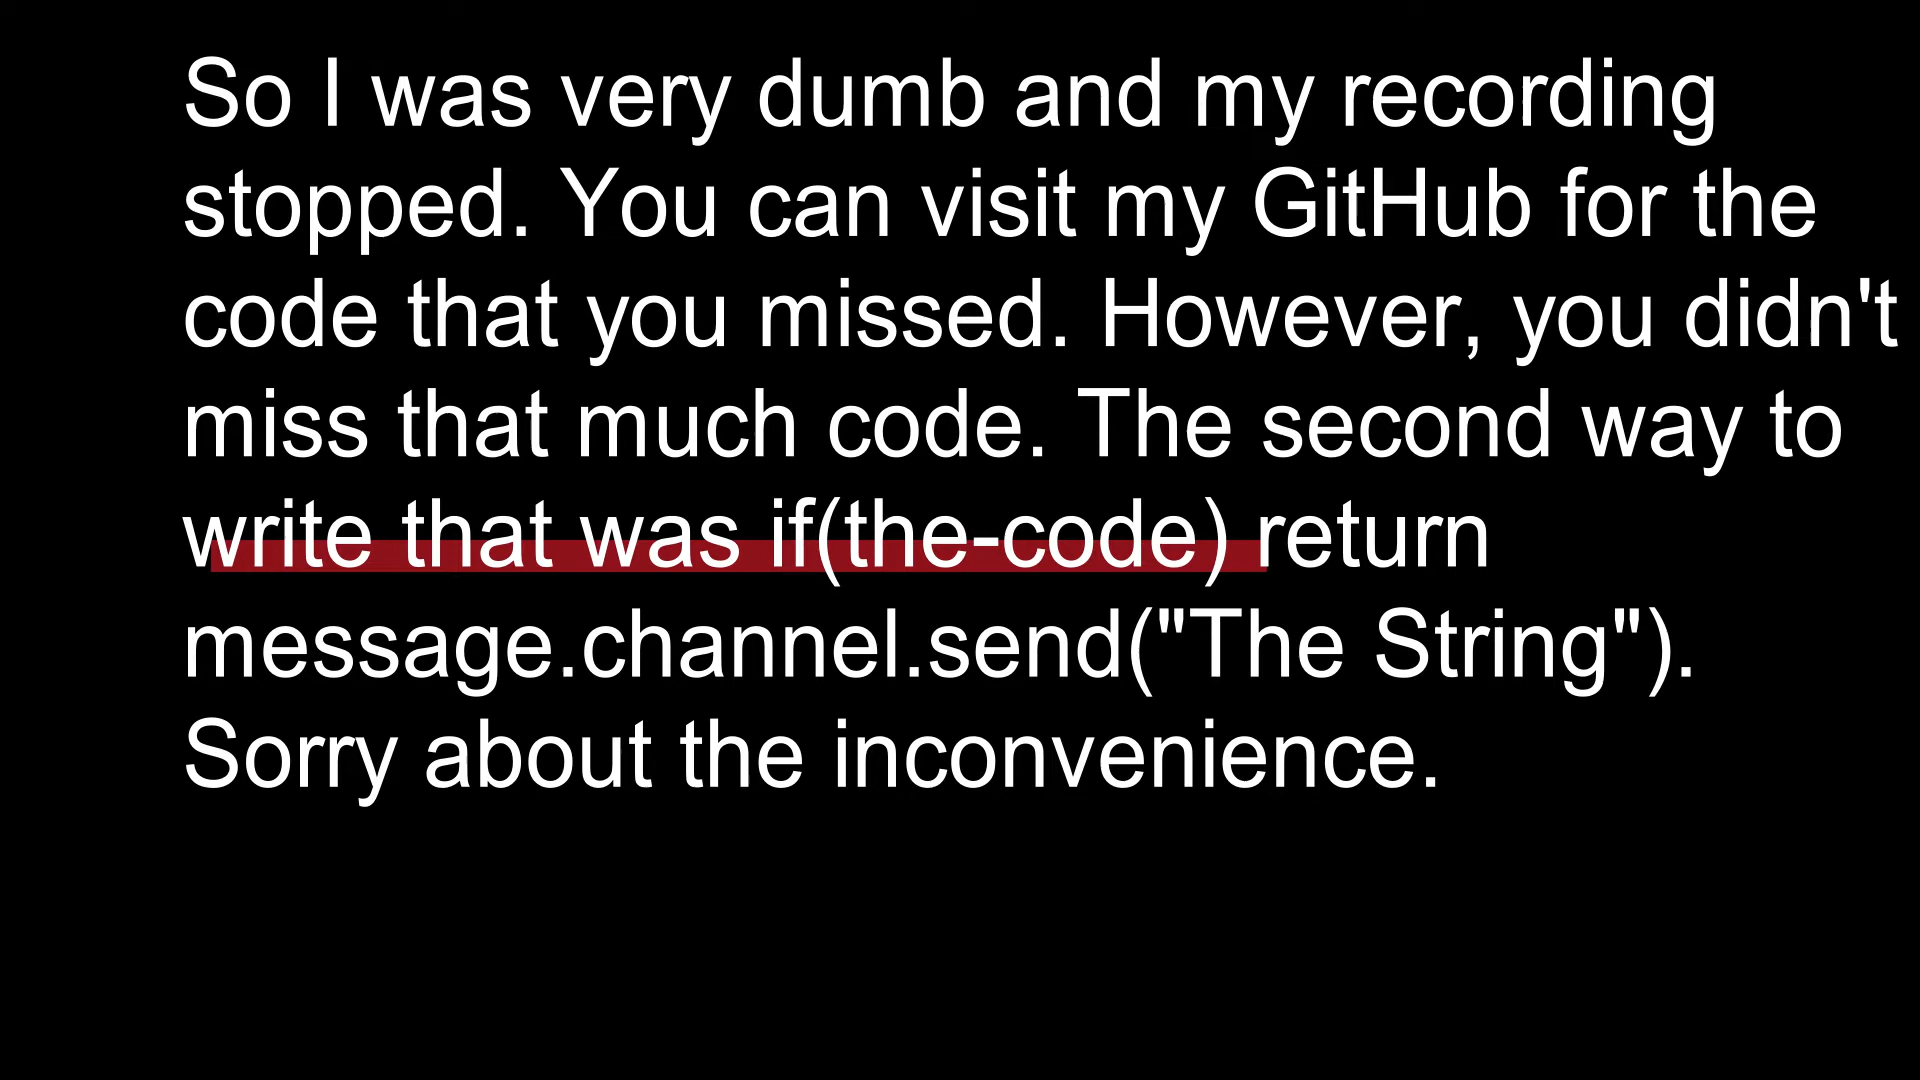 So I was very dumb and my recording
stopped. You can visit my GitHub for the
code that you missed. However, you didn't
miss that much code. The second way to
write that was if(the-code) return
message.channel.send("The String").
Sorry about the inconvenience.